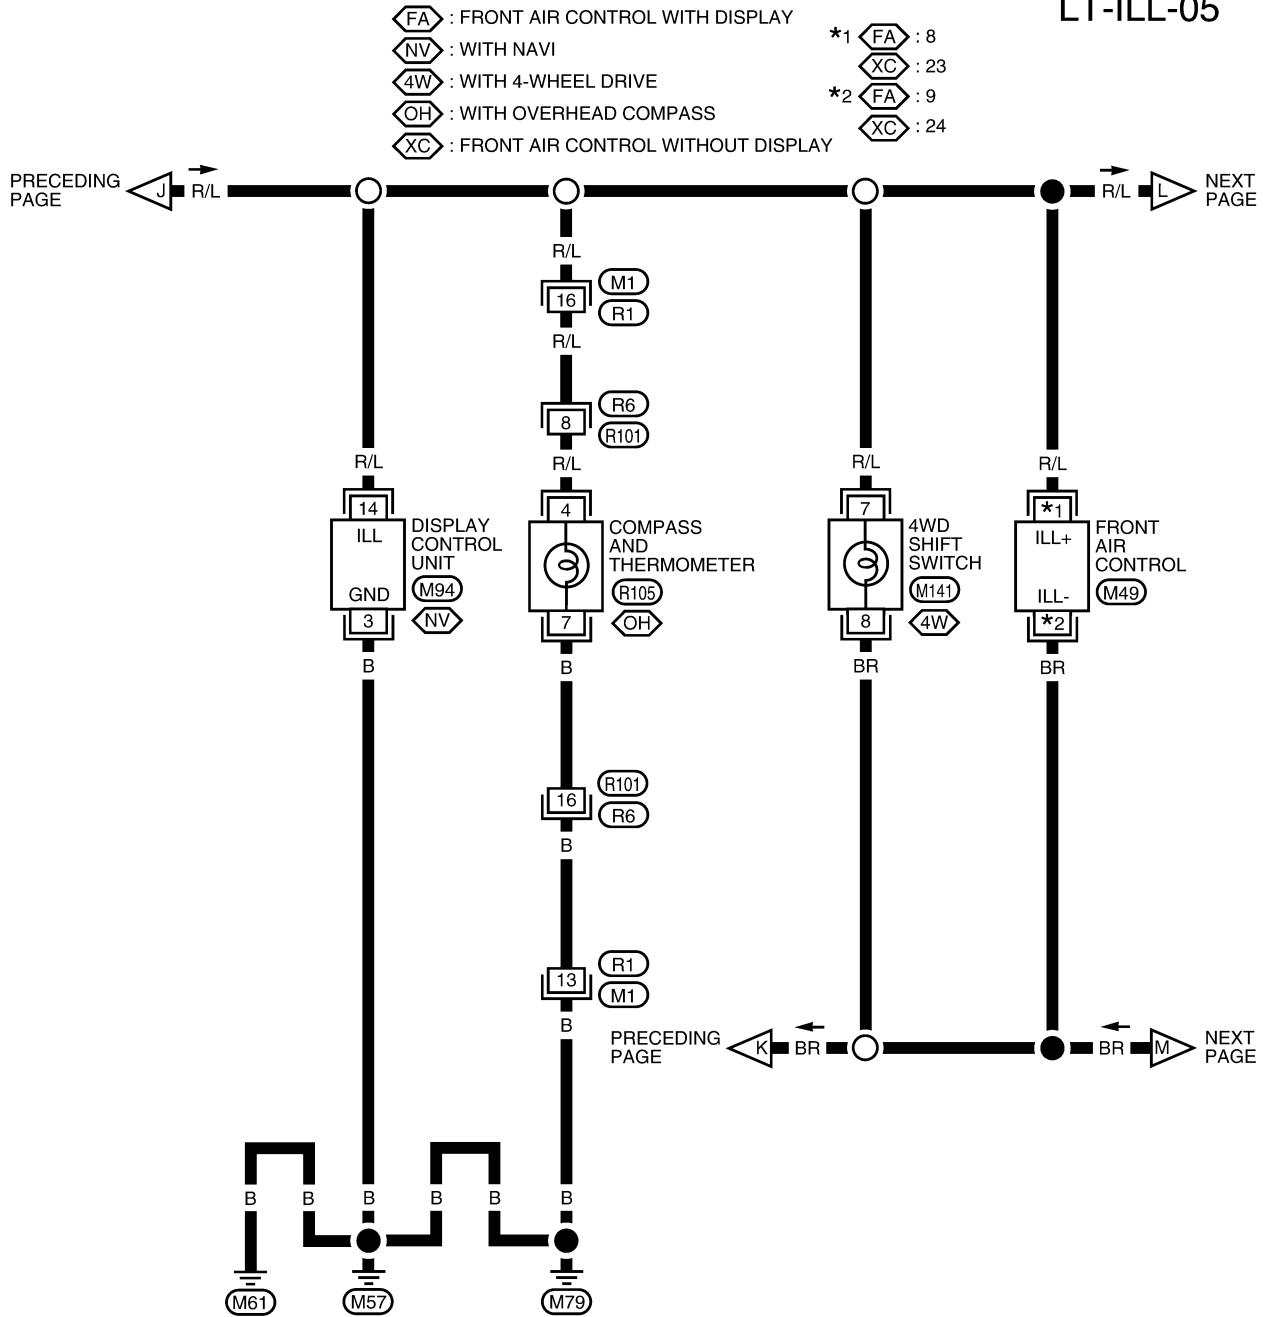 LT-ILL-05
FA : FRONT AIR CONTROL WITH DISPLAY
NV : WITH NAVI
4W : WITH 4-WHEEL DRIVE
OH : WITH OVERHEAD COMPASS
XC : FRONT AIR CONTROL WITHOUT DISPLAY
*1 FA : 8
XC : 23
*2 FA : 9
XC : 24
PRECEDING
PAGE
J
R/L
R/L
L
NEXT
PAGE
R/L
16
M1
R1
R/L
8
R6
R101
R/L
R/L
R/L
R/L
14
ILL
GND
3
DISPLAY
CONTROL
UNIT
M94
NV
4
7
COMPASS
AND
THERMOMETER
R105
OH
7
8
4WD
SHIFT
SWITCH
M141
4W
*1
ILL+
ILL-
*2
FRONT
AIR
CONTROL
M49
B
B
BR
BR
16
R101
R6
B
13
R1
M1
B
PRECEDING
PAGE
K
BR
BR
M
NEXT
PAGE
B
B
B
B
B
B
M61
M57
M79